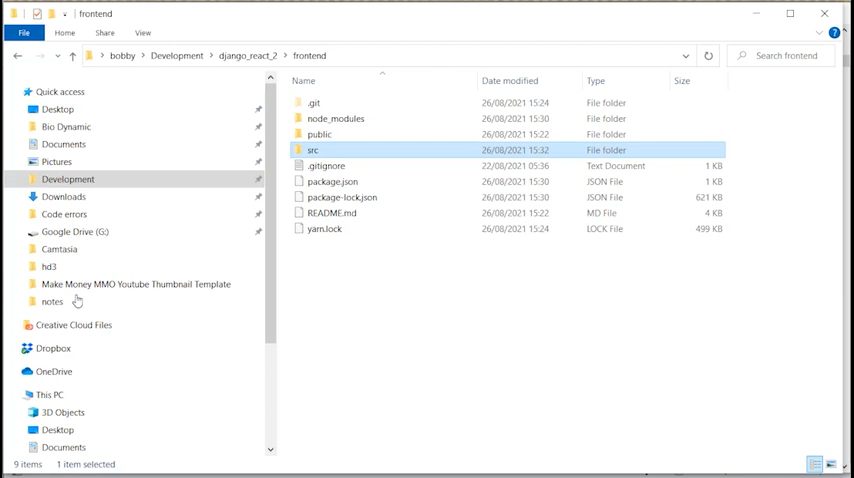 frontend
File Home Share View
bobby Development django_react_2 frontend
Search frontend
Name Date modified Type Size
Quick access
Desktop
Bio Dynamic
Documents
Pictures
Development
Downloads
Code errors
Google Drive (G:)
Camtasia
hd3
Make Money MMO Youtube Thumbnail Template
notes
Creative Cloud Files
Dropbox
OneDrive
This PC
3D Objects
Desktop
Documents
.git 26/08/2021 15:24 File folder
node_modules 26/08/2021 15:30 File folder
public 26/08/2021 15:22 File folder
src 26/08/2021 15:32 File folder
.gitignore 22/08/2021 05:36 Text Document 1 KB
package.json 26/08/2021 15:30 JSON File 1 KB
package-lock.json 26/08/2021 15:30 JSON File 621 KB
README.md 26/08/2021 15:22 MD File 4 KB
yarn.lock 26/08/2021 15:24 LOCK File 499 KB
9 items 1 item selected